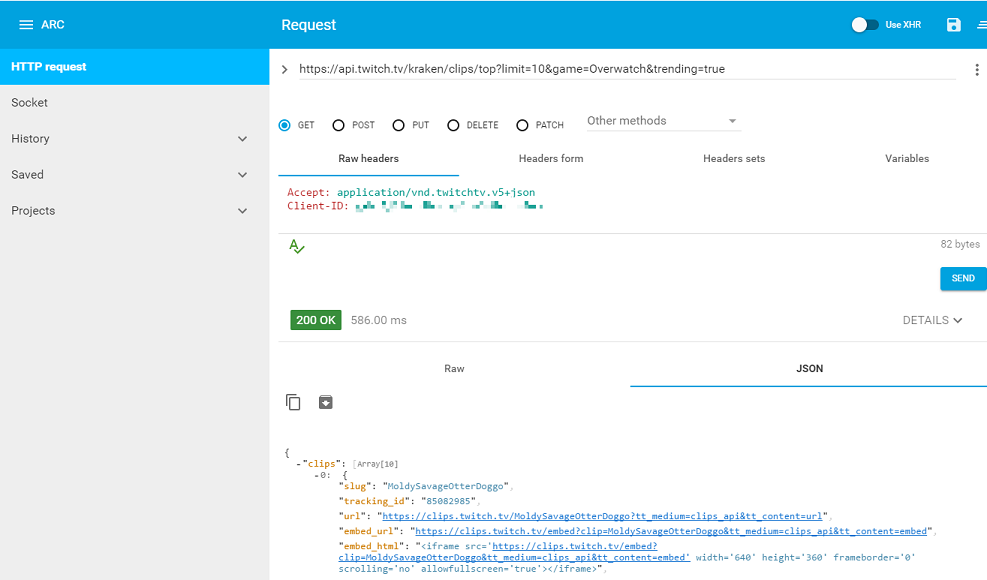 ARC
Request
Use XHR
HTTP request
https://api.twitch.tv/kraken/clips/top?limit=10&game=Overwatch&trending=true
Socket
History
Saved
Projects
GET POST PUT DELETE PATCH Other methods
Raw headers Headers form Headers sets Variables
Accept: application/vnd.twitchtv.v5+json
Client-ID:
82 bytes
SEND
200 OK 586.00 ms DETAILS
Raw JSON
{
-"clips": [Array[10]
-0: {
"slug": "MoldySavageOtterDoggo",
"tracking_id": "85082985",
"url": "https://clips.twitch.tv/MoldySavageOtterDoggo?tt_medium=clips_api&tt_content=url",
"embed_url": "https://clips.twitch.tv/embed?clip=MoldySavageOtterDoggo&tt_medium=clips_api&tt_content=embed",
"embed_html": "<iframe src='https://clips.twitch.tv/embed?
clip=MoldySavageOtterDoggo&tt_medium=clips_api&tt_content=embed' width='640' height='360' frameborder='0'
scrolling='no' allowfullscreen='true'></iframe>",